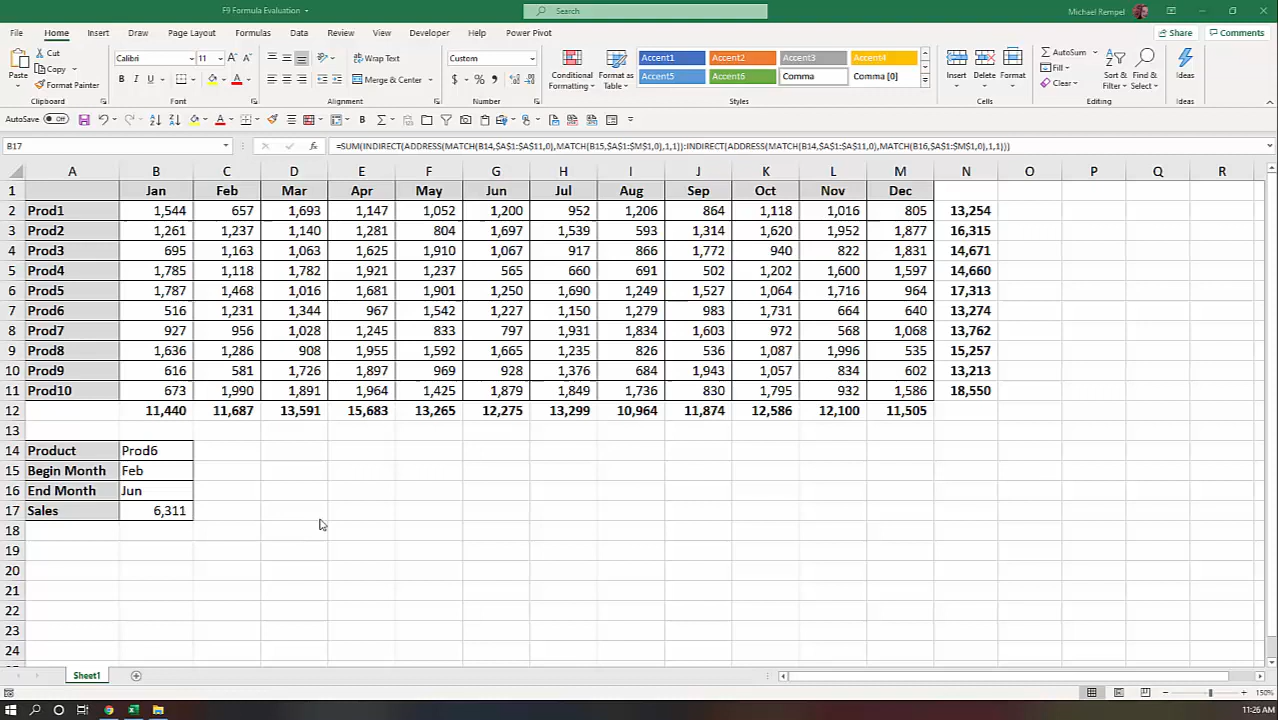 F9 Formula Evaluation
Search
Michael Rempel
File Home Insert Draw Page Layout Formulas Data Review View Developer Help Power Pivot Share Comments
Paste Cut Copy Format Painter
Calibri 11
B I U
Wrap Text
Merge & Center
Custom
$ % ,
Conditional Formatting Format as Table
Accent1 Accent2 Accent3 Accent4
Accent5 Accent6 Comma Comma [0]
Insert Delete Format
AutoSum Fill Clear
Sort & Filter Find & Select Ideas
Clipboard Font Alignment Number Styles Cells Editing Ideas
AutoSave Off
B17 fx =SUM(INDIRECT(ADDRESS(MATCH(B14,$A$1:$A$11,0),MATCH(B15,$A$1:$M$1,0),1,1)):INDIRECT(ADDRESS(MATCH(B14,$A$1:$A$11,0),MATCH(B16,$A$1:$M$1,0),1,1)))
A B C D E F G H I J K L M N O P Q R
1 Jan Feb Mar Apr May Jun Jul Aug Sep Oct Nov Dec
2 Prod1 1,544 657 1,693 1,147 1,052 1,200 952 1,206 864 1,118 1,016 805 13,254
3 Prod2 1,261 1,237 1,140 1,281 804 1,697 1,539 593 1,314 1,620 1,952 1,877 16,315
4 Prod3 695 1,163 1,063 1,625 1,910 1,067 917 866 1,772 940 822 1,831 14,671
5 Prod4 1,785 1,118 1,782 1,921 1,237 565 660 691 502 1,202 1,600 1,597 14,660
6 Prod5 1,787 1,468 1,016 1,681 1,901 1,250 1,690 1,249 1,527 1,064 1,716 964 17,313
7 Prod6 516 1,231 1,344 967 1,542 1,227 1,150 1,279 983 1,731 664 640 13,274
8 Prod7 927 956 1,028 1,245 833 797 1,931 1,834 1,603 972 568 1,068 13,762
9 Prod8 1,636 1,286 908 1,955 1,592 1,665 1,235 826 536 1,087 1,996 535 15,257
10 Prod9 616 581 1,726 1,897 969 928 1,376 684 1,943 1,057 834 602 13,213
11 Prod10 673 1,990 1,891 1,964 1,425 1,879 1,849 1,736 830 1,795 932 1,586 18,550
12 11,440 11,687 13,591 15,683 13,265 12,275 13,299 10,964 11,874 12,586 12,100 11,505
13
14 Product Prod6
15 Begin Month Feb
16 End Month Jun
17 Sales 6,311
18
19
20
21
22
23
24
Sheet1
150%
11:26 AM